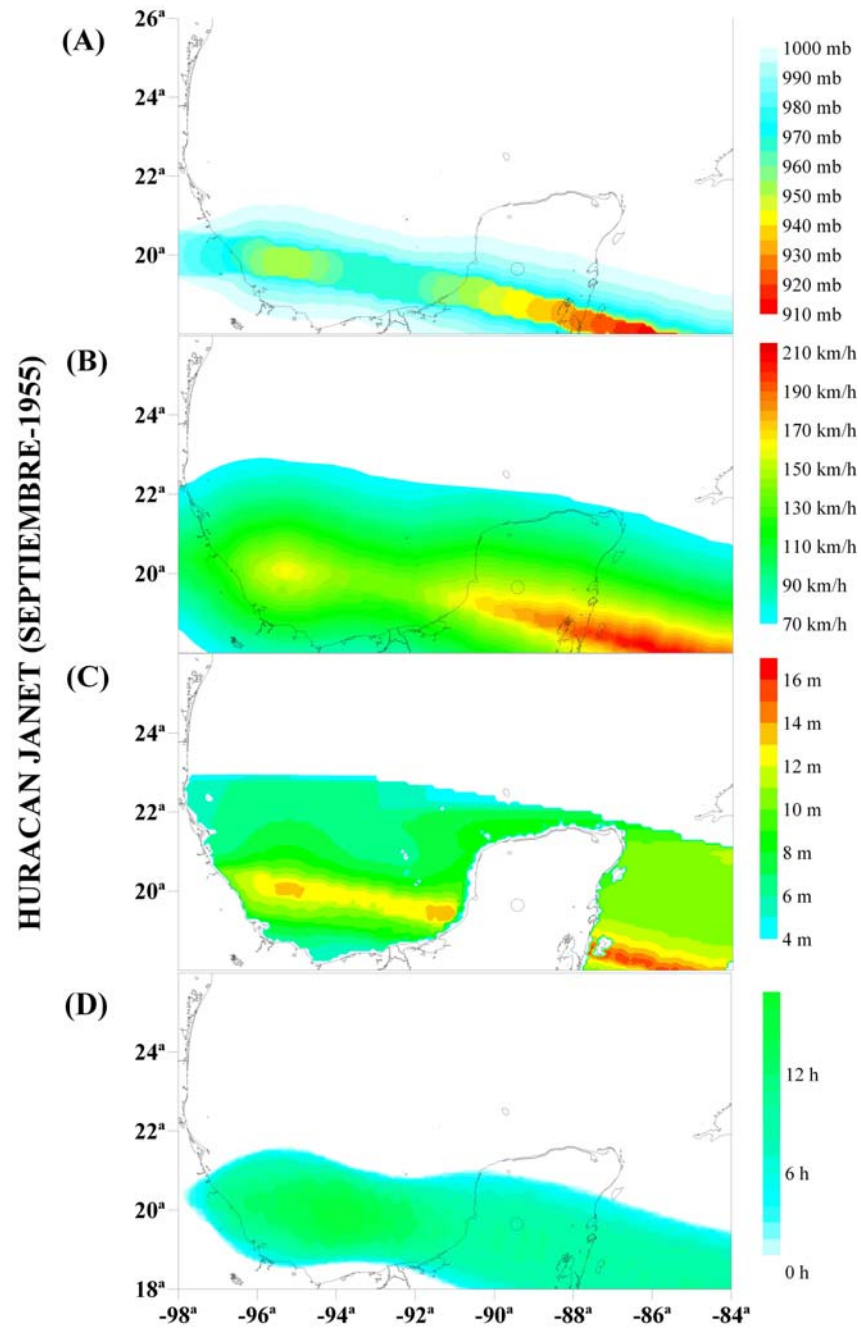 HURACAN JANET (SEPTIEMBRE-1955)
(A)
26ª
24ª
22ª
20ª
1000 mb
990 mb
980 mb
970 mb
960 mb
950 mb
940 mb
930 mb
920 mb
910 mb
(B)
24ª
22ª
20ª
210 km/h
190 km/h
170 km/h
150 km/h
130 km/h
110 km/h
90 km/h
70 km/h
(C)
24ª
22ª
20ª
16 m
14 m
12 m
10 m
8 m
6 m
4 m
(D)
24ª
22ª
20ª
18ª
12 h
6 h
0 h
-98ª -96ª -94ª -92ª -90ª -88ª -86ª -84ª